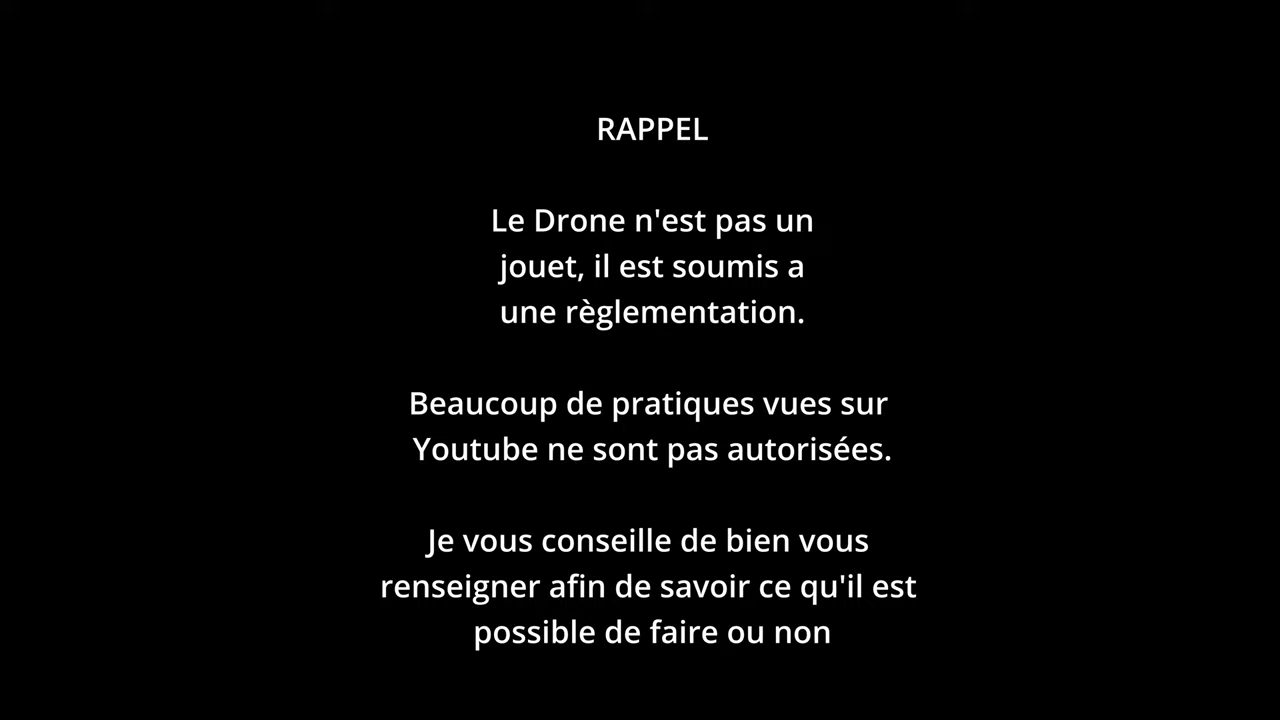 RAPPEL
Le Drone n'est pas un
jouet, il est soumis a
une règlementation.
Beaucoup de pratiques vues sur
Youtube ne sont pas autorisées.
Je vous conseille de bien vous
renseigner afin de savoir ce qu'il est
possible de faire ou non